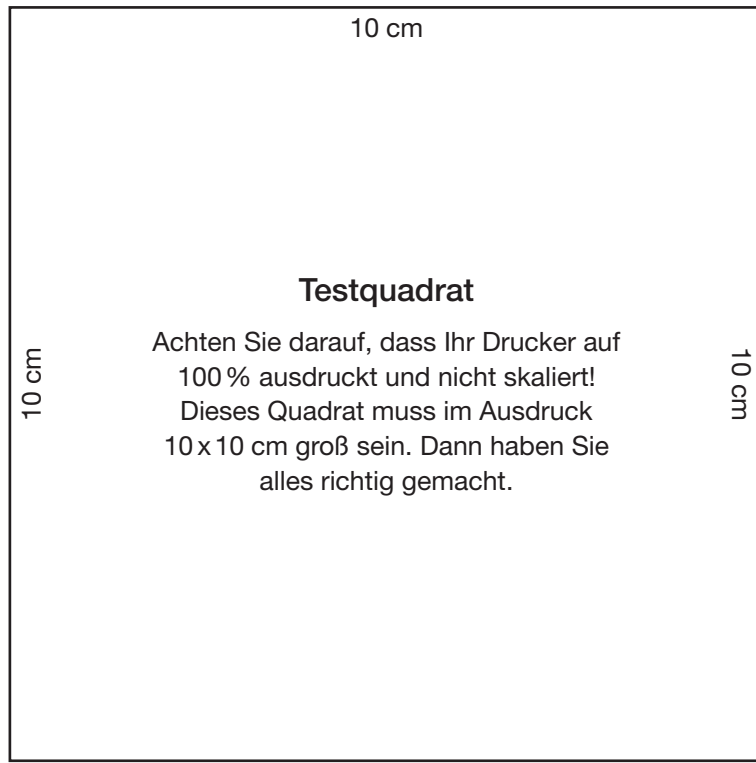 10 cm
Testquadrat
Achten Sie darauf, dass Ihr Drucker auf
100 % ausdruckt und nicht skaliert!
Dieses Quadrat muss im Ausdruck
10 x 10 cm groß sein. Dann haben Sie
alles richtig gemacht.
10 cm
10 cm